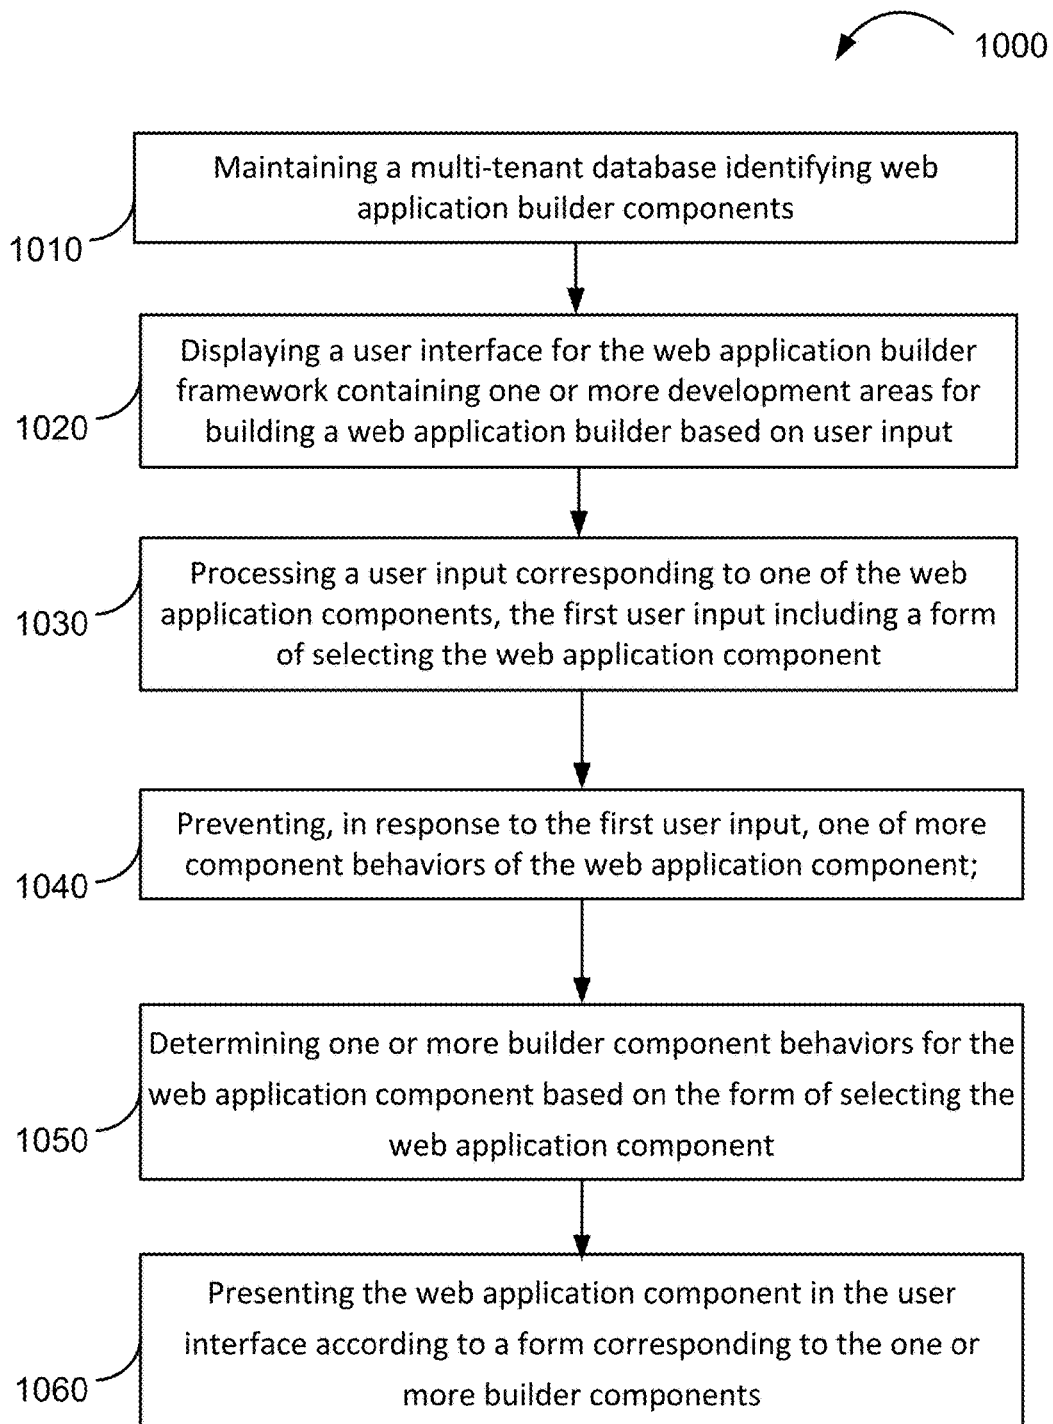 1000
Maintaining a multi-tenant database identifying web
application builder components
1010
Displaying a user interface for the web application builder
framework containing one or more development areas for
building a web application builder based on user input
1020
Processing a user input corresponding to one of the web
application components, the first user input including a form
of selecting the web application component
1030
Preventing, in response to the first user input, one of more
component behaviors of the web application component;
1040
Determining one or more builder component behaviors for the
web application component based on the form of selecting the
web application component
1050
Presenting the web application component in the user
interface according to a form corresponding to the one or
more builder components
1060